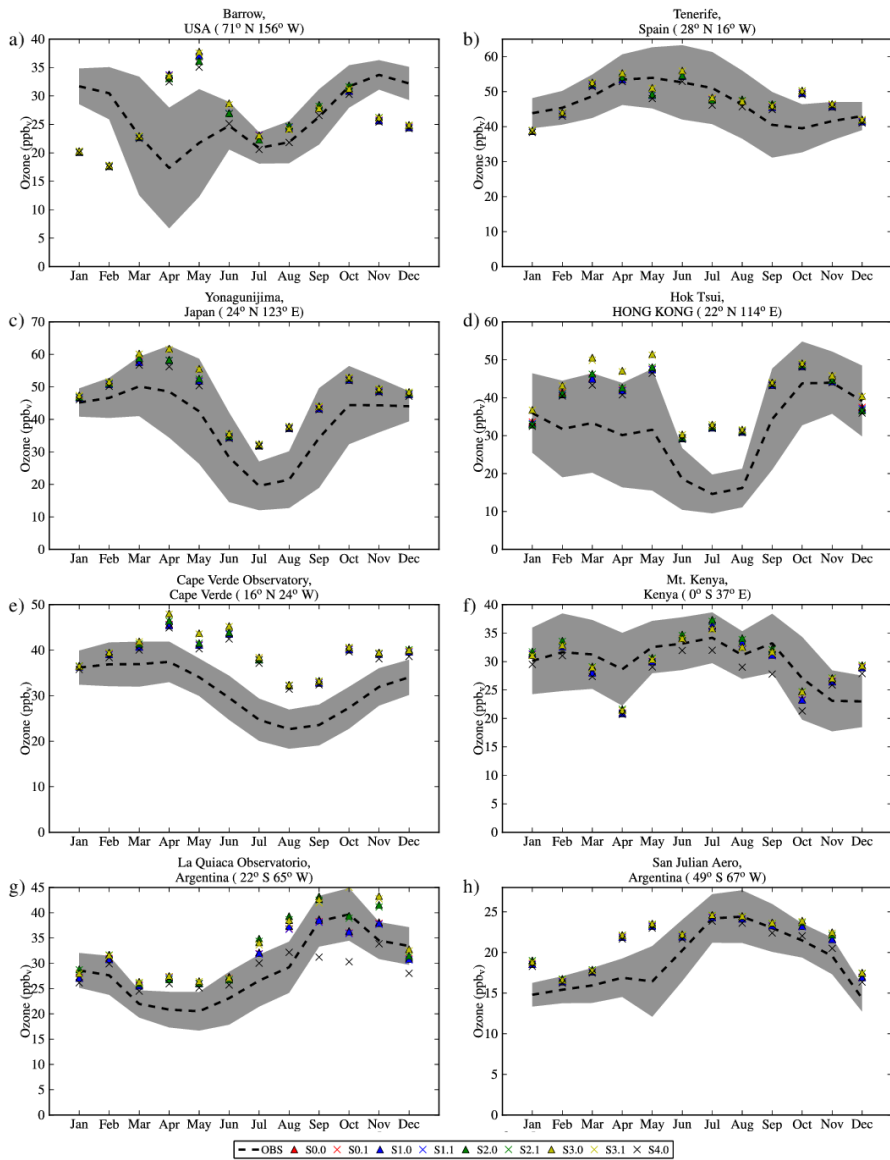 Barrow,
USA ( 71° N 156° W)
a)
Ozone (ppbv)
40
35
30
25
20
15
10
5
0
Jan Feb Mar Apr May Jun Jul Aug Sep Oct Nov Dec
Tenerife,
Spain ( 28° N 16° W)
b)
Ozone (ppbv)
60
50
40
30
20
10
0
Jan Feb Mar Apr May Jun Jul Aug Sep Oct Nov Dec
Yonagunijima,
Japan ( 24° N 123° E)
c)
Ozone (ppbv)
70
60
50
40
30
20
10
0
Jan Feb Mar Apr May Jun Jul Aug Sep Oct Nov Dec
Hok Tsui,
HONG KONG ( 22° N 114° E)
d)
Ozone (ppbv)
60
50
40
30
20
10
0
Jan Feb Mar Apr May Jun Jul Aug Sep Oct Nov Dec
Cape Verde Observatory,
Cape Verde ( 16° N 24° W)
e)
Ozone (ppbv)
50
40
30
20
10
0
Jan Feb Mar Apr May Jun Jul Aug Sep Oct Nov Dec
Mt. Kenya,
Kenya ( 0° S 37° E)
f)
Ozone (ppbv)
40
35
30
25
20
15
10
5
0
Jan Feb Mar Apr May Jun Jul Aug Sep Oct Nov Dec
La Quiaca Observatorio,
Argentina ( 22° S 65° W)
g)
Ozone (ppbv)
45
40
35
30
25
20
15
10
5
0
Jan Feb Mar Apr May Jun Jul Aug Sep Oct Nov Dec
San Julian Aero,
Argentina ( 49° S 67° W)
h)
Ozone (ppbv)
25
20
15
10
5
0
Jan Feb Mar Apr May Jun Jul Aug Sep Oct Nov Dec
OBS S0.0 S0.1 S1.0 S1.1 S2.0 S2.1 S3.0 S3.1 S4.0